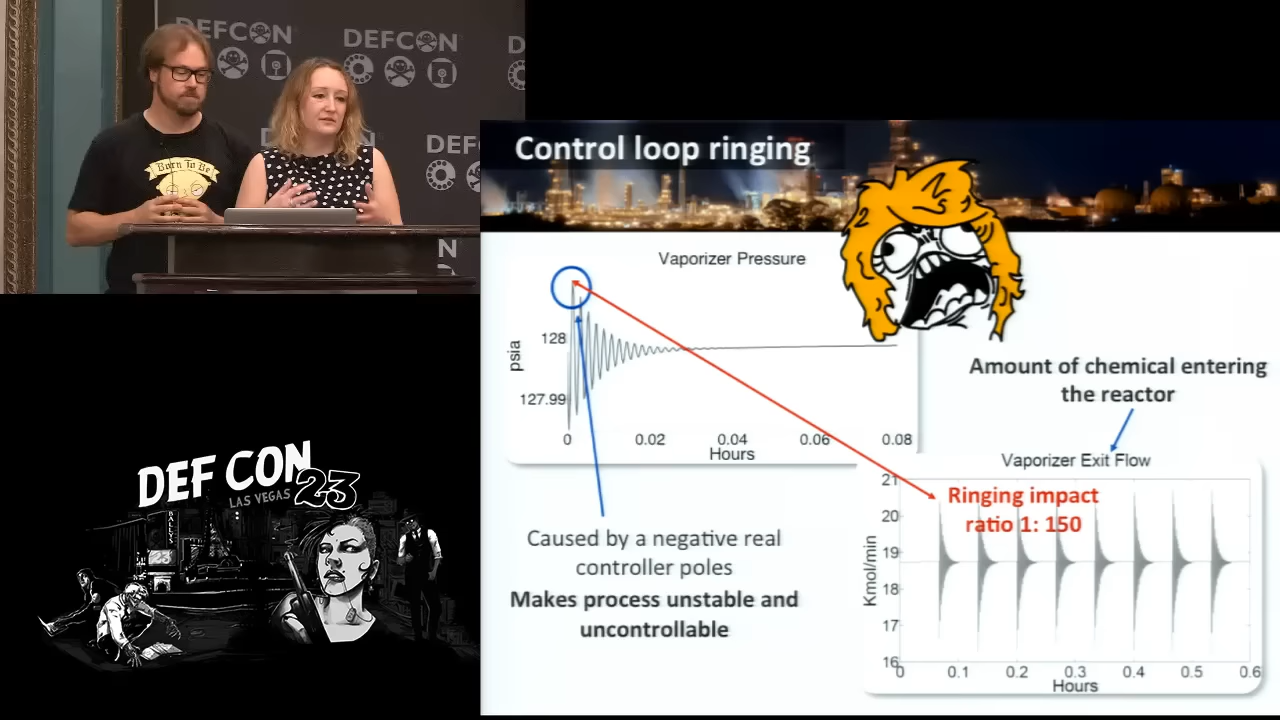 DEFCON
DEFCON
D
DEFCON
DEF
N
Born To Be
Control loop ringing
Vaporizer Pressure
psia
128
127.99
0
0.02
0.04
0.06
0.08
Hours
Caused by a negative real
controller poles
Makes process unstable and
uncontrollable
Amount of chemical entering
the reactor
Vaporizer Exit Flow
Ringing impact
ratio 1: 150
Kmol/min
21
20
19
18
17
16
0
0.1
0.2
0.3
0.4
0.5
0.6
Hours
DEF CON
LAS VEGAS
23
BALLY'S